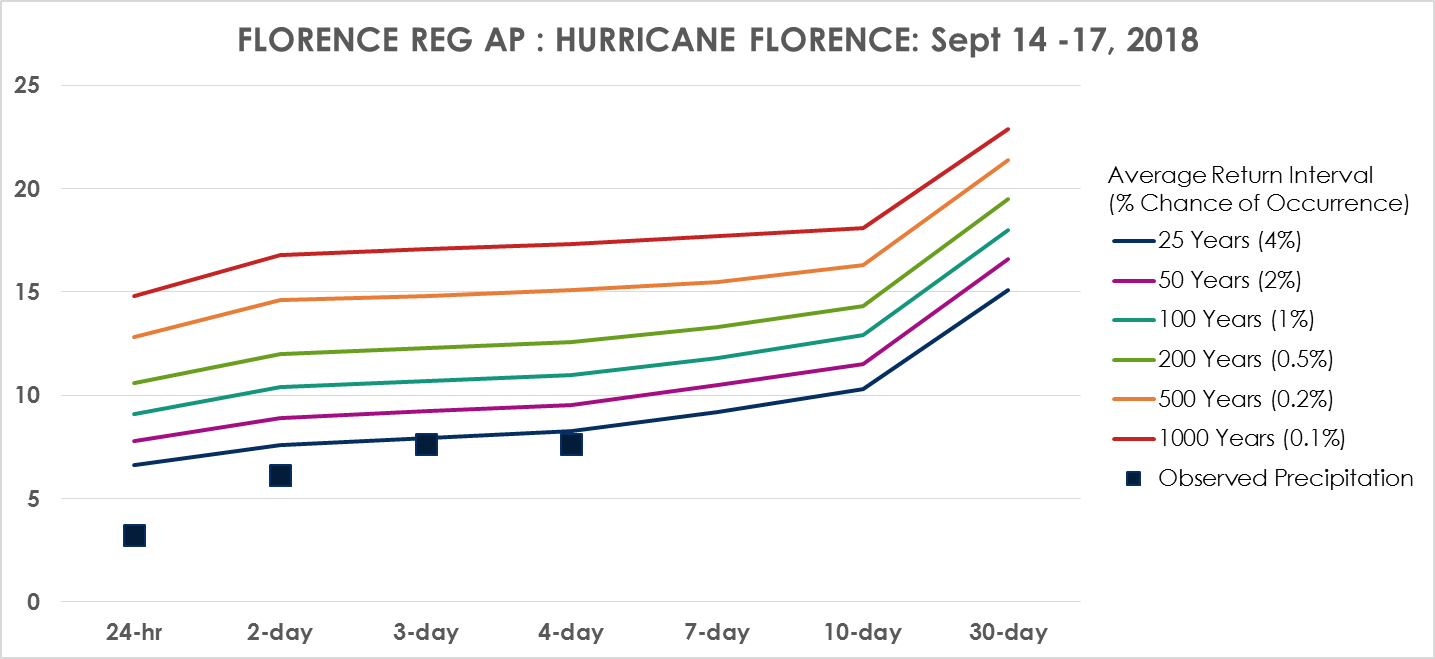 FLORENCE REG AP : HURRICANE FLORENCE: Sept 14 -17, 2018
25
20
15
10
5
0
24-hr
2-day
3-day
4-day
7-day
10-day
30-day
Average Return Interval
(% Chance of Occurrence)
25 Years (4%)
50 Years (2%)
100 Years (1%)
200 Years (0.5%)
500 Years (0.2%)
1000 Years (0.1%)
Observed Precipitation